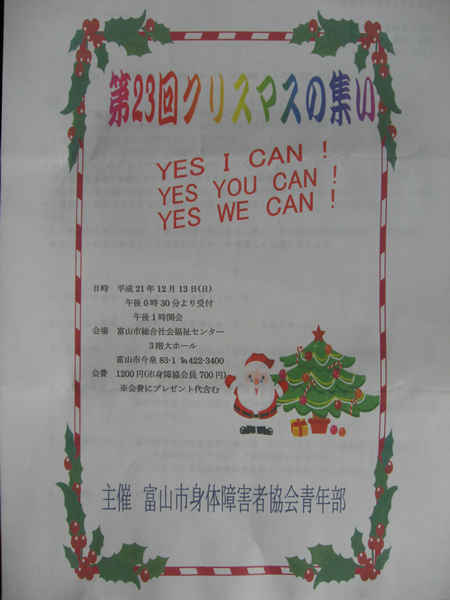 第23回クリスマスの集い
YES I CAN !
YES YOU CAN !
YES WE CAN !
日時 平成21年12月13日(日)
午後0時30分より受付
午後1時開会
会場 富山市総合社会福祉センター
3階大ホール
富山市今泉83-1 ℡422-3400
会費 1200円(市身障協会長700円)
※会費にプレゼント代含む
主催 富山市身体障害者協会青年部